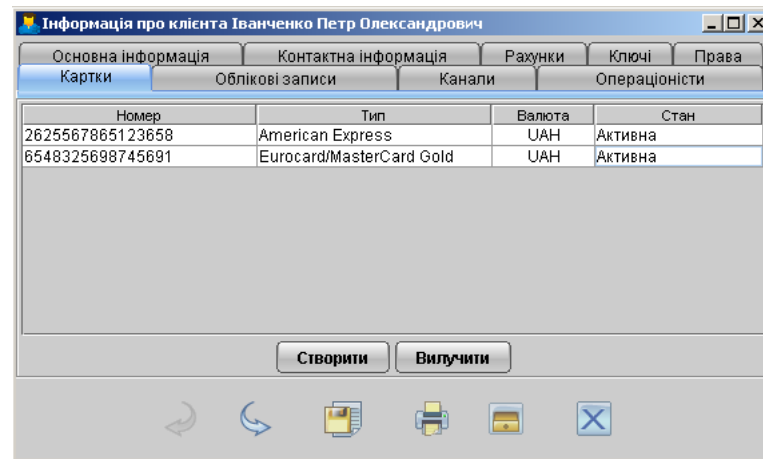 Інформація про клієнта Іванченко Петр Олександрович
Основна інформація Контактна інформація Рахунки Ключі Права
Картки Облікові записи Канали Операціоністи
Номер Тип Валюта Стан
2625567865123658 American Express UAH Активна
6548325698745691 Eurocard/MasterCard Gold UAH Активна
Створити Вилучити